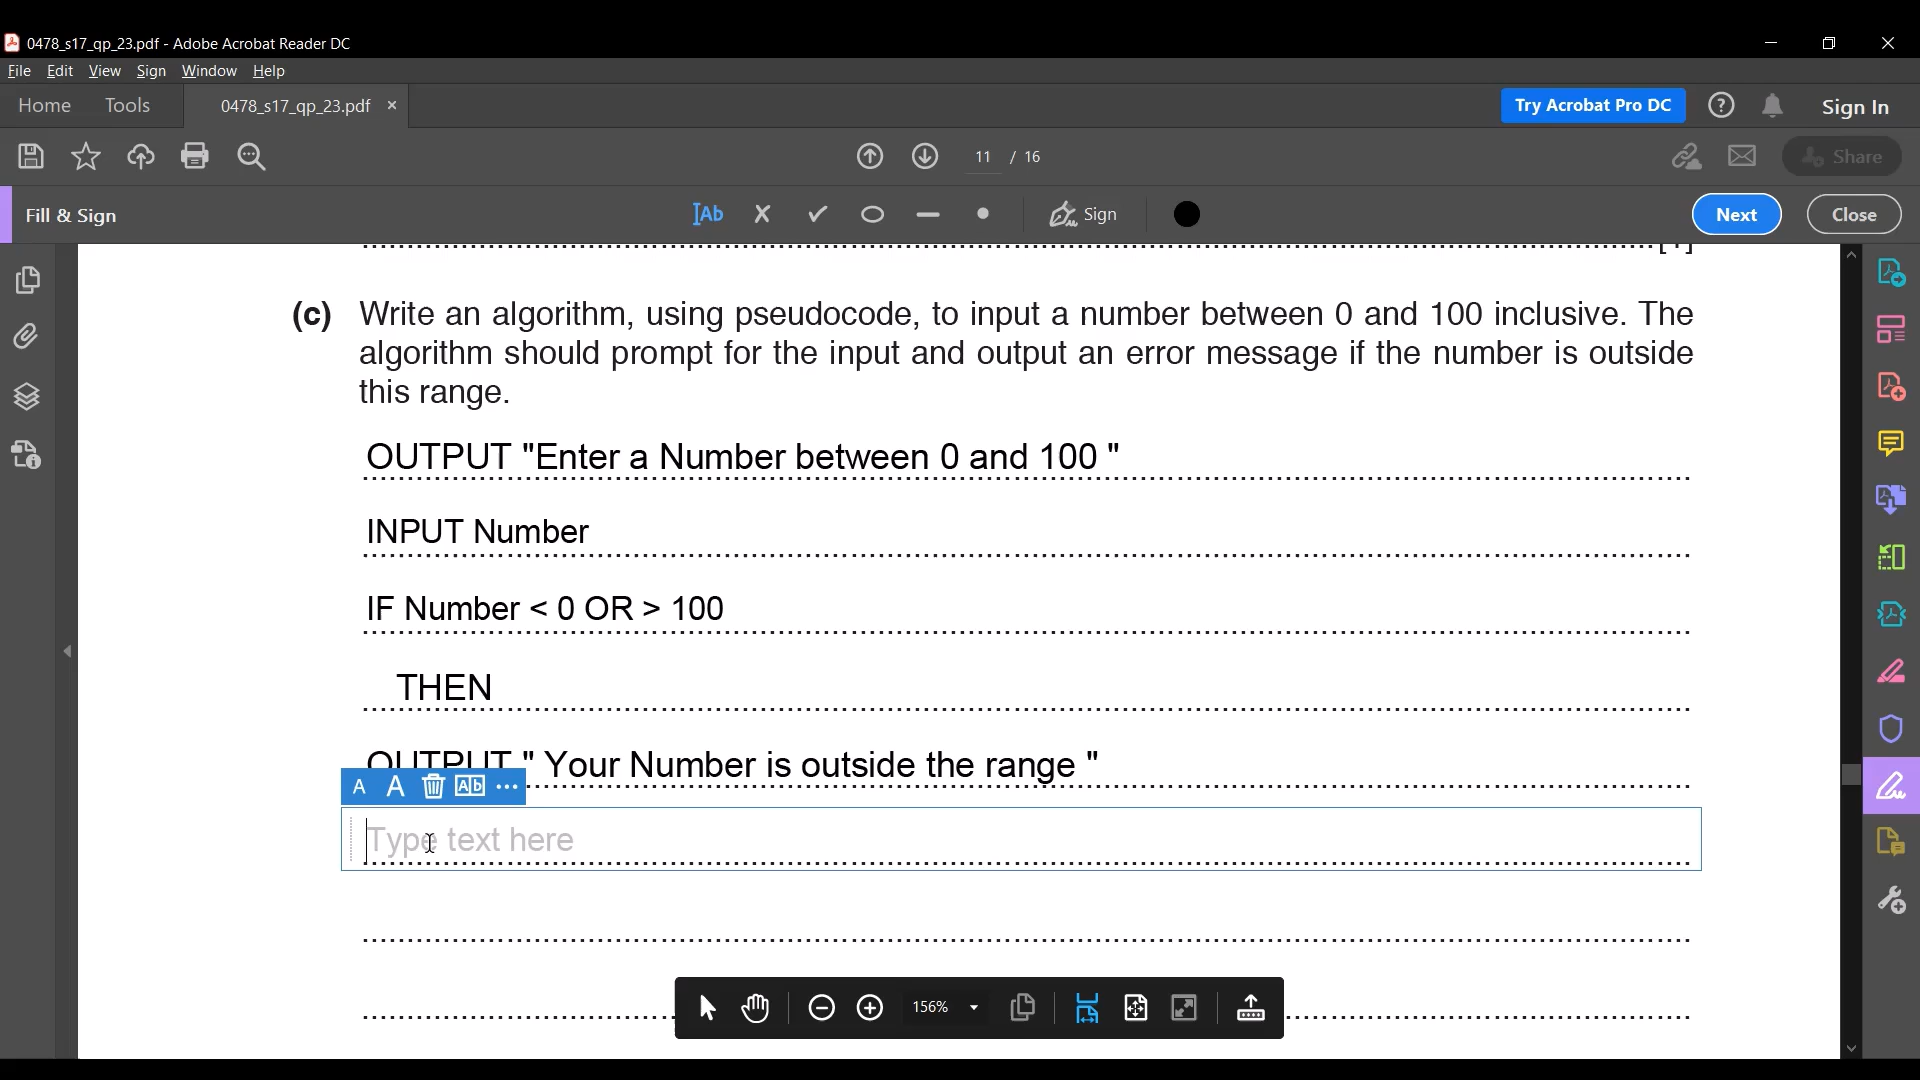 0478_s17_qp_23.pdf - Adobe Acrobat Reader DC
File Edit View Sign Window Help
Home Tools 0478_s17_qp_23.pdf × Try Acrobat Pro DC ? Sign In
11 / 16 Share
Fill & Sign Ab Sign Next Close
(c) Write an algorithm, using pseudocode, to input a number between 0 and 100 inclusive. The
algorithm should prompt for the input and output an error message if the number is outside
this range.
OUTPUT "Enter a Number between 0 and 100 "
INPUT Number
IF Number < 0 OR > 100
THEN
OUTPUT " Your Number is outside the range "
A A Ab
Type text here
156%